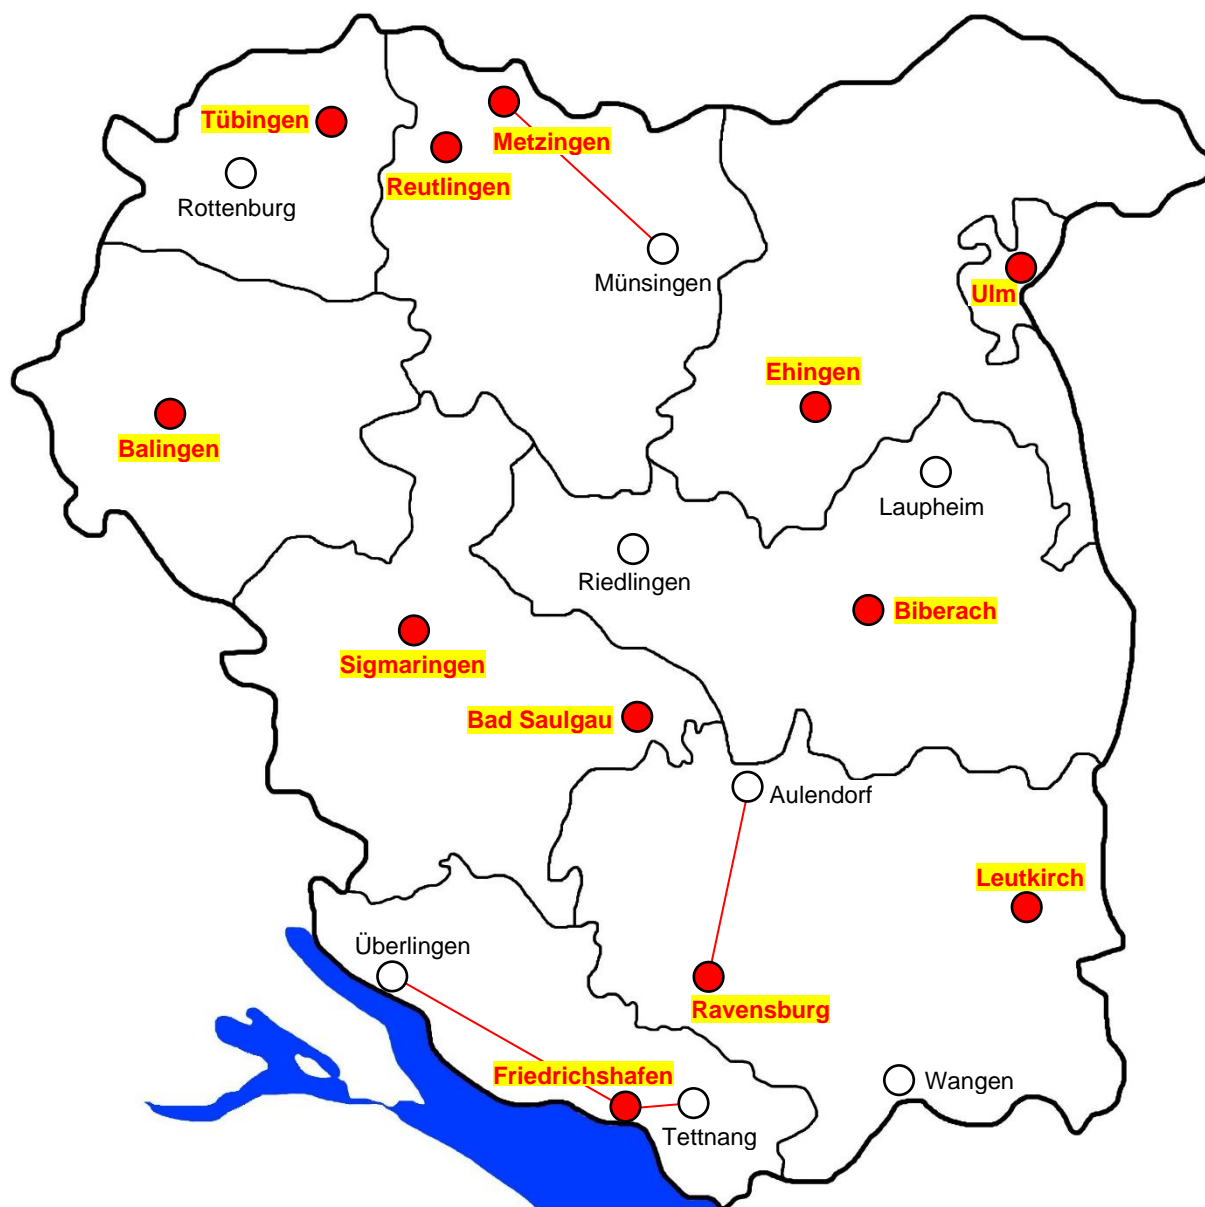 Tübingen
Metzingen
Reutlingen
Rottenburg
Münsingen
Ulm
Ehingen
Balingen
Laupheim
Riedlingen
Biberach
Sigmaringen
Bad Saulgau
Aulendorf
Leutkirch
Überlingen
Ravensburg
Friedrichshafen
Wangen
Tettnang